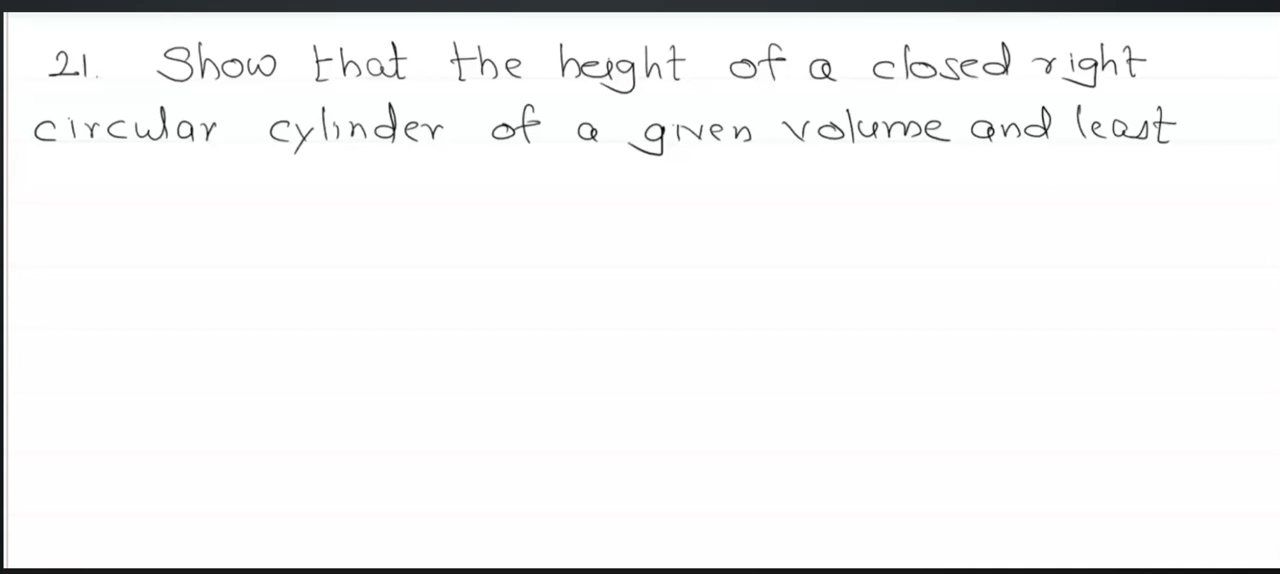 21. Show that the height of a closed right
circular cylinder of a given volume and least